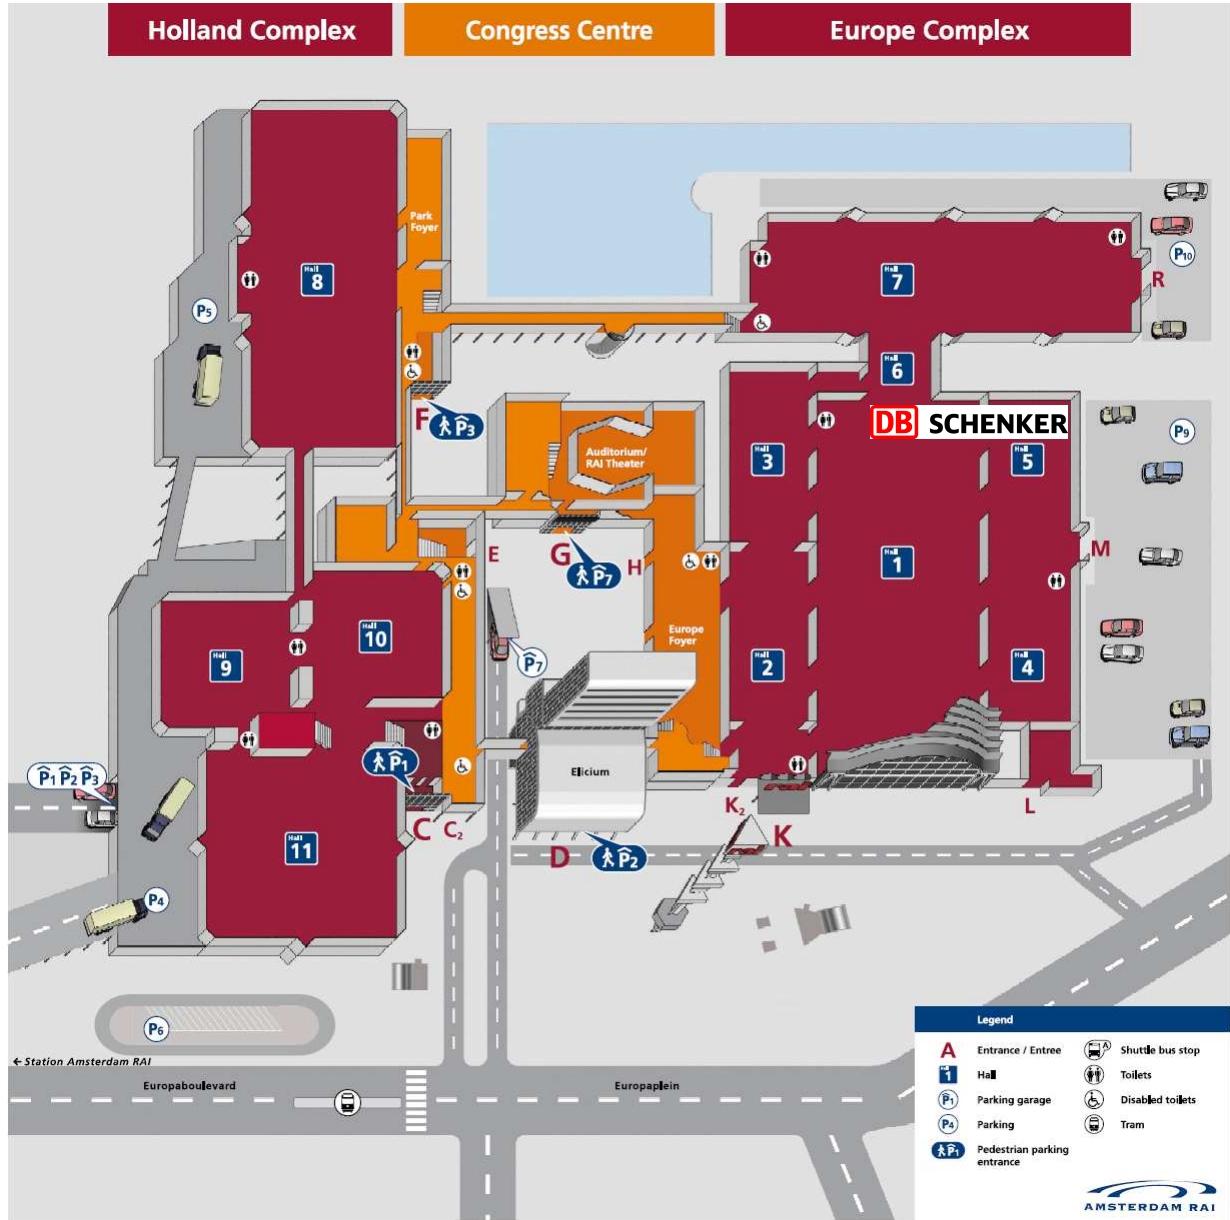 Holland Complex
Congress Centre
Europe Complex
Park
Foyer
Hall
8
Hall
7
P10
R
P5
Hall
6
F
P3
DB SCHENKER
P9
Auditorium/
RAI Theater
Hall
3
Hall
5
E
G
H
P7
Hall
1
M
Hall
10
Hall
9
Europe
Foyer
P7
Hall
2
Hall
4
P1
P1 P2 P3
Elicium
C
C2
K2
K
L
Hall
11
D
P2
P4
P6
← Station Amsterdam RAI
Europaboulevard
Europaplein
Legend
A Entrance / Entree
Hall
1 Hall
P1 Parking garage
P4 Parking
P1 Pedestrian parking
entrance
A Shuttle bus stop
Toilets
Disabled toilets
Tram
AMSTERDAM RAI